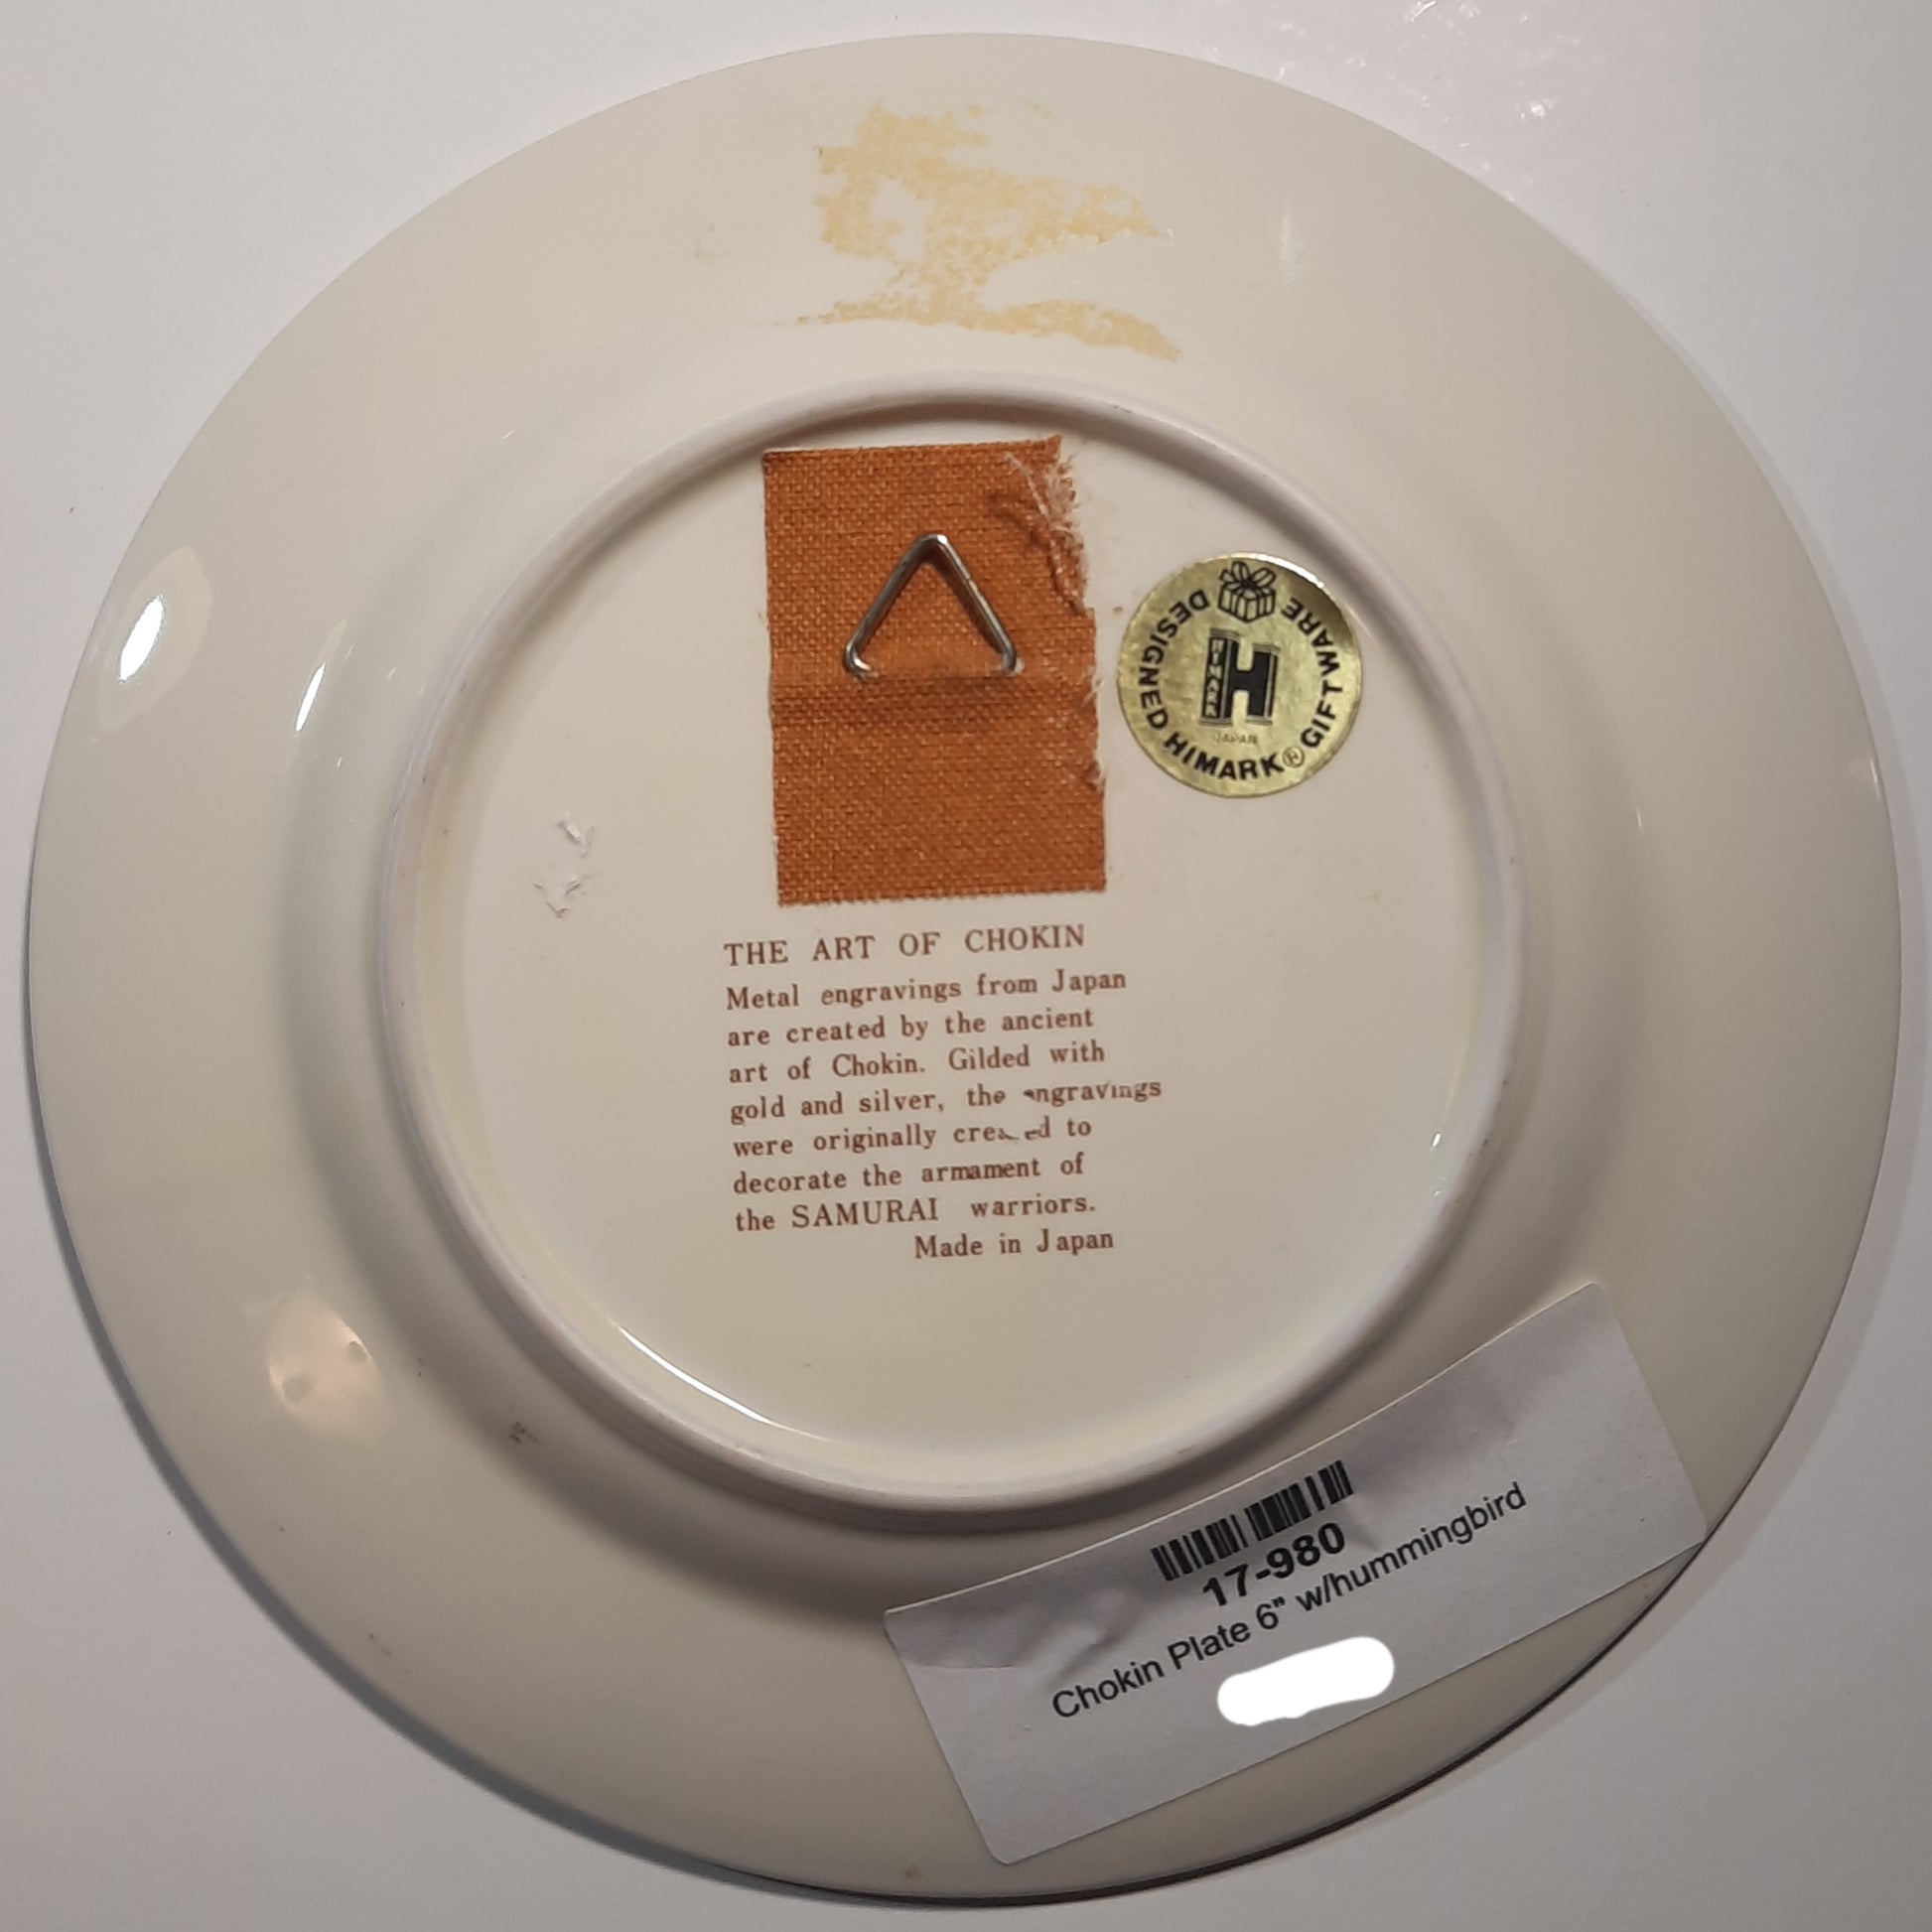 DESIGNED HIMARK® GIFTWARE
HIMARK
H
JAPAN
THE ART OF CHOKIN
Metal engravings from Japan
are created by the ancient
art of Chokin. Gilded with
gold and silver, the engravings
were originally created to
decorate the armament of
the SAMURAI warriors.
Made in Japan
17-980
Chokin Plate 6" w/hummingbird